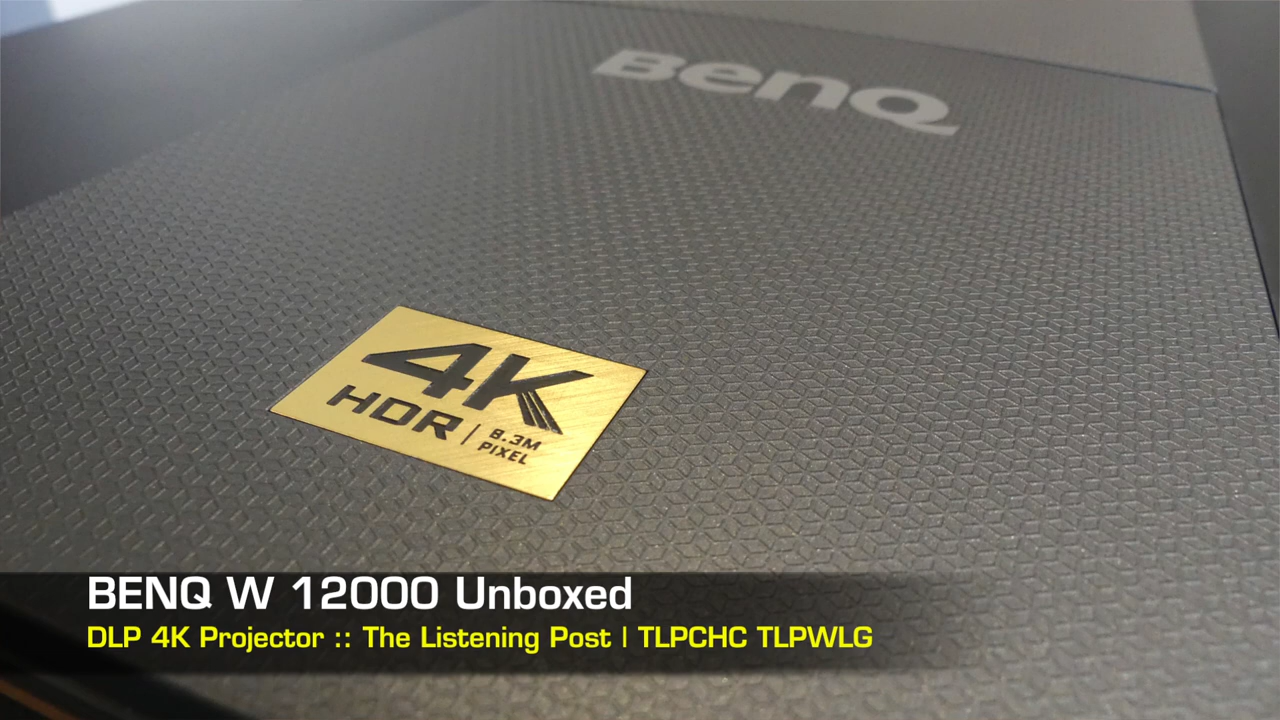 BenQ
4K
HDR | 8.3M
PIXEL
BENQ W 12000 Unboxed
DLP 4K Projector :: The Listening Post | TLPCHC TLPWLG